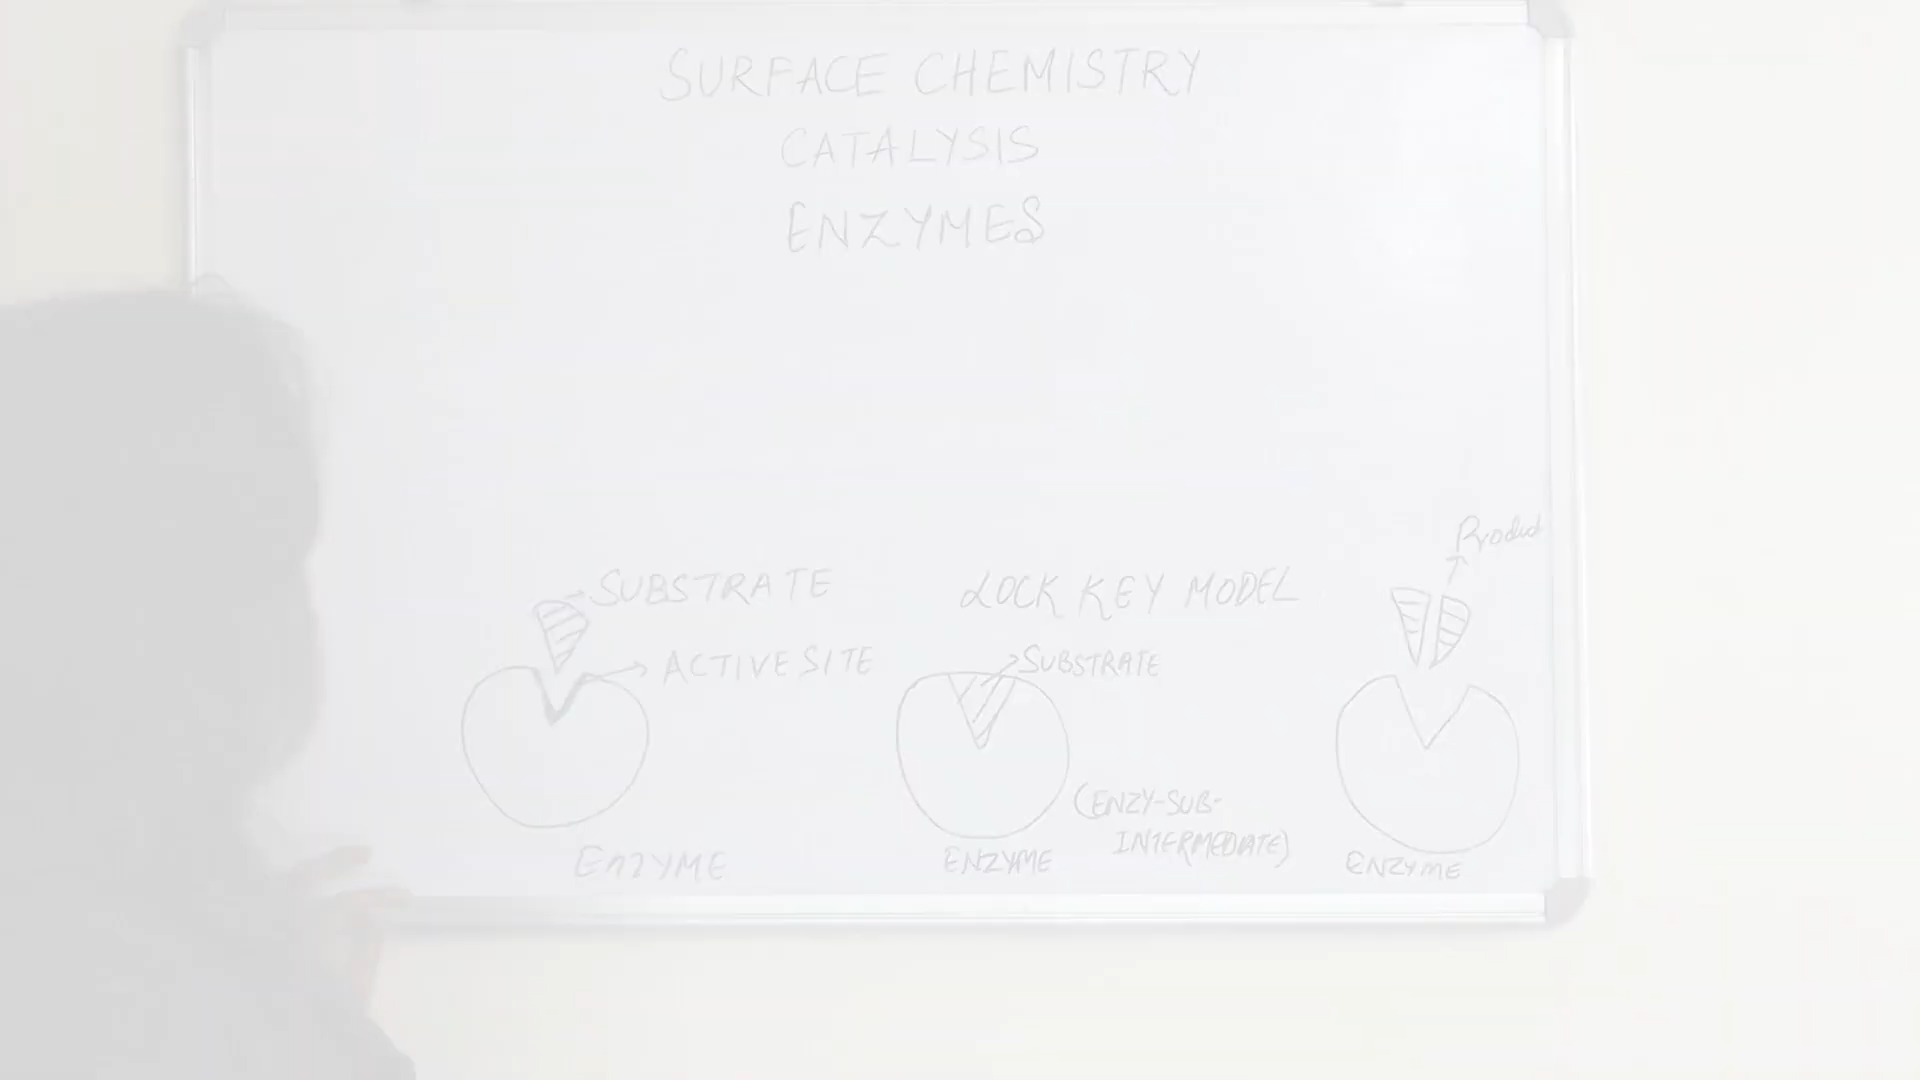 SURFACE CHEMISTRY
CATALYSIS
ENZYMES
Product
SUBSTRATE
LOCK KEY MODEL
ACTIVE SITE
SUBSTRATE
(ENZY-SUB-
INTERMEDIATE)
ENZYME
ENZYME
ENZYME